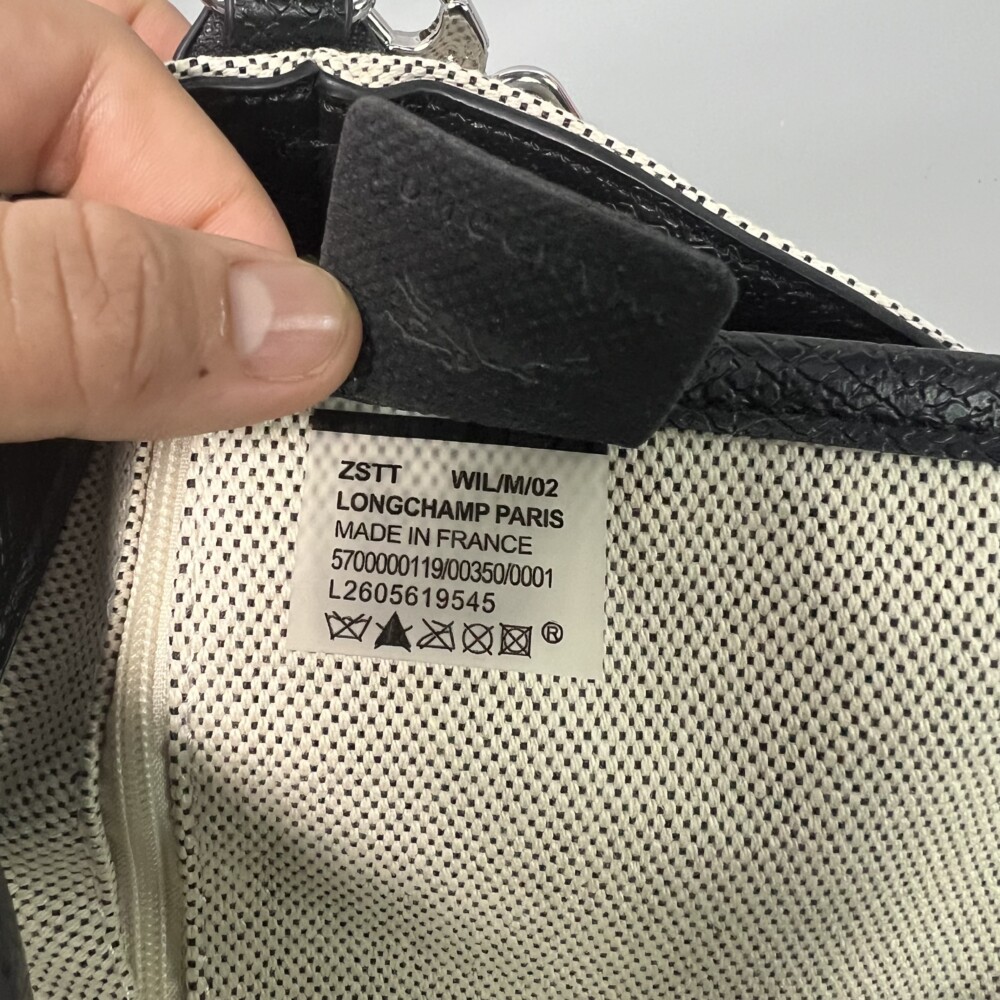 ZSTT WIL/M/02
LONGCHAMP PARIS
MADE IN FRANCE
5700000119/00350/0001
L2605619545
®